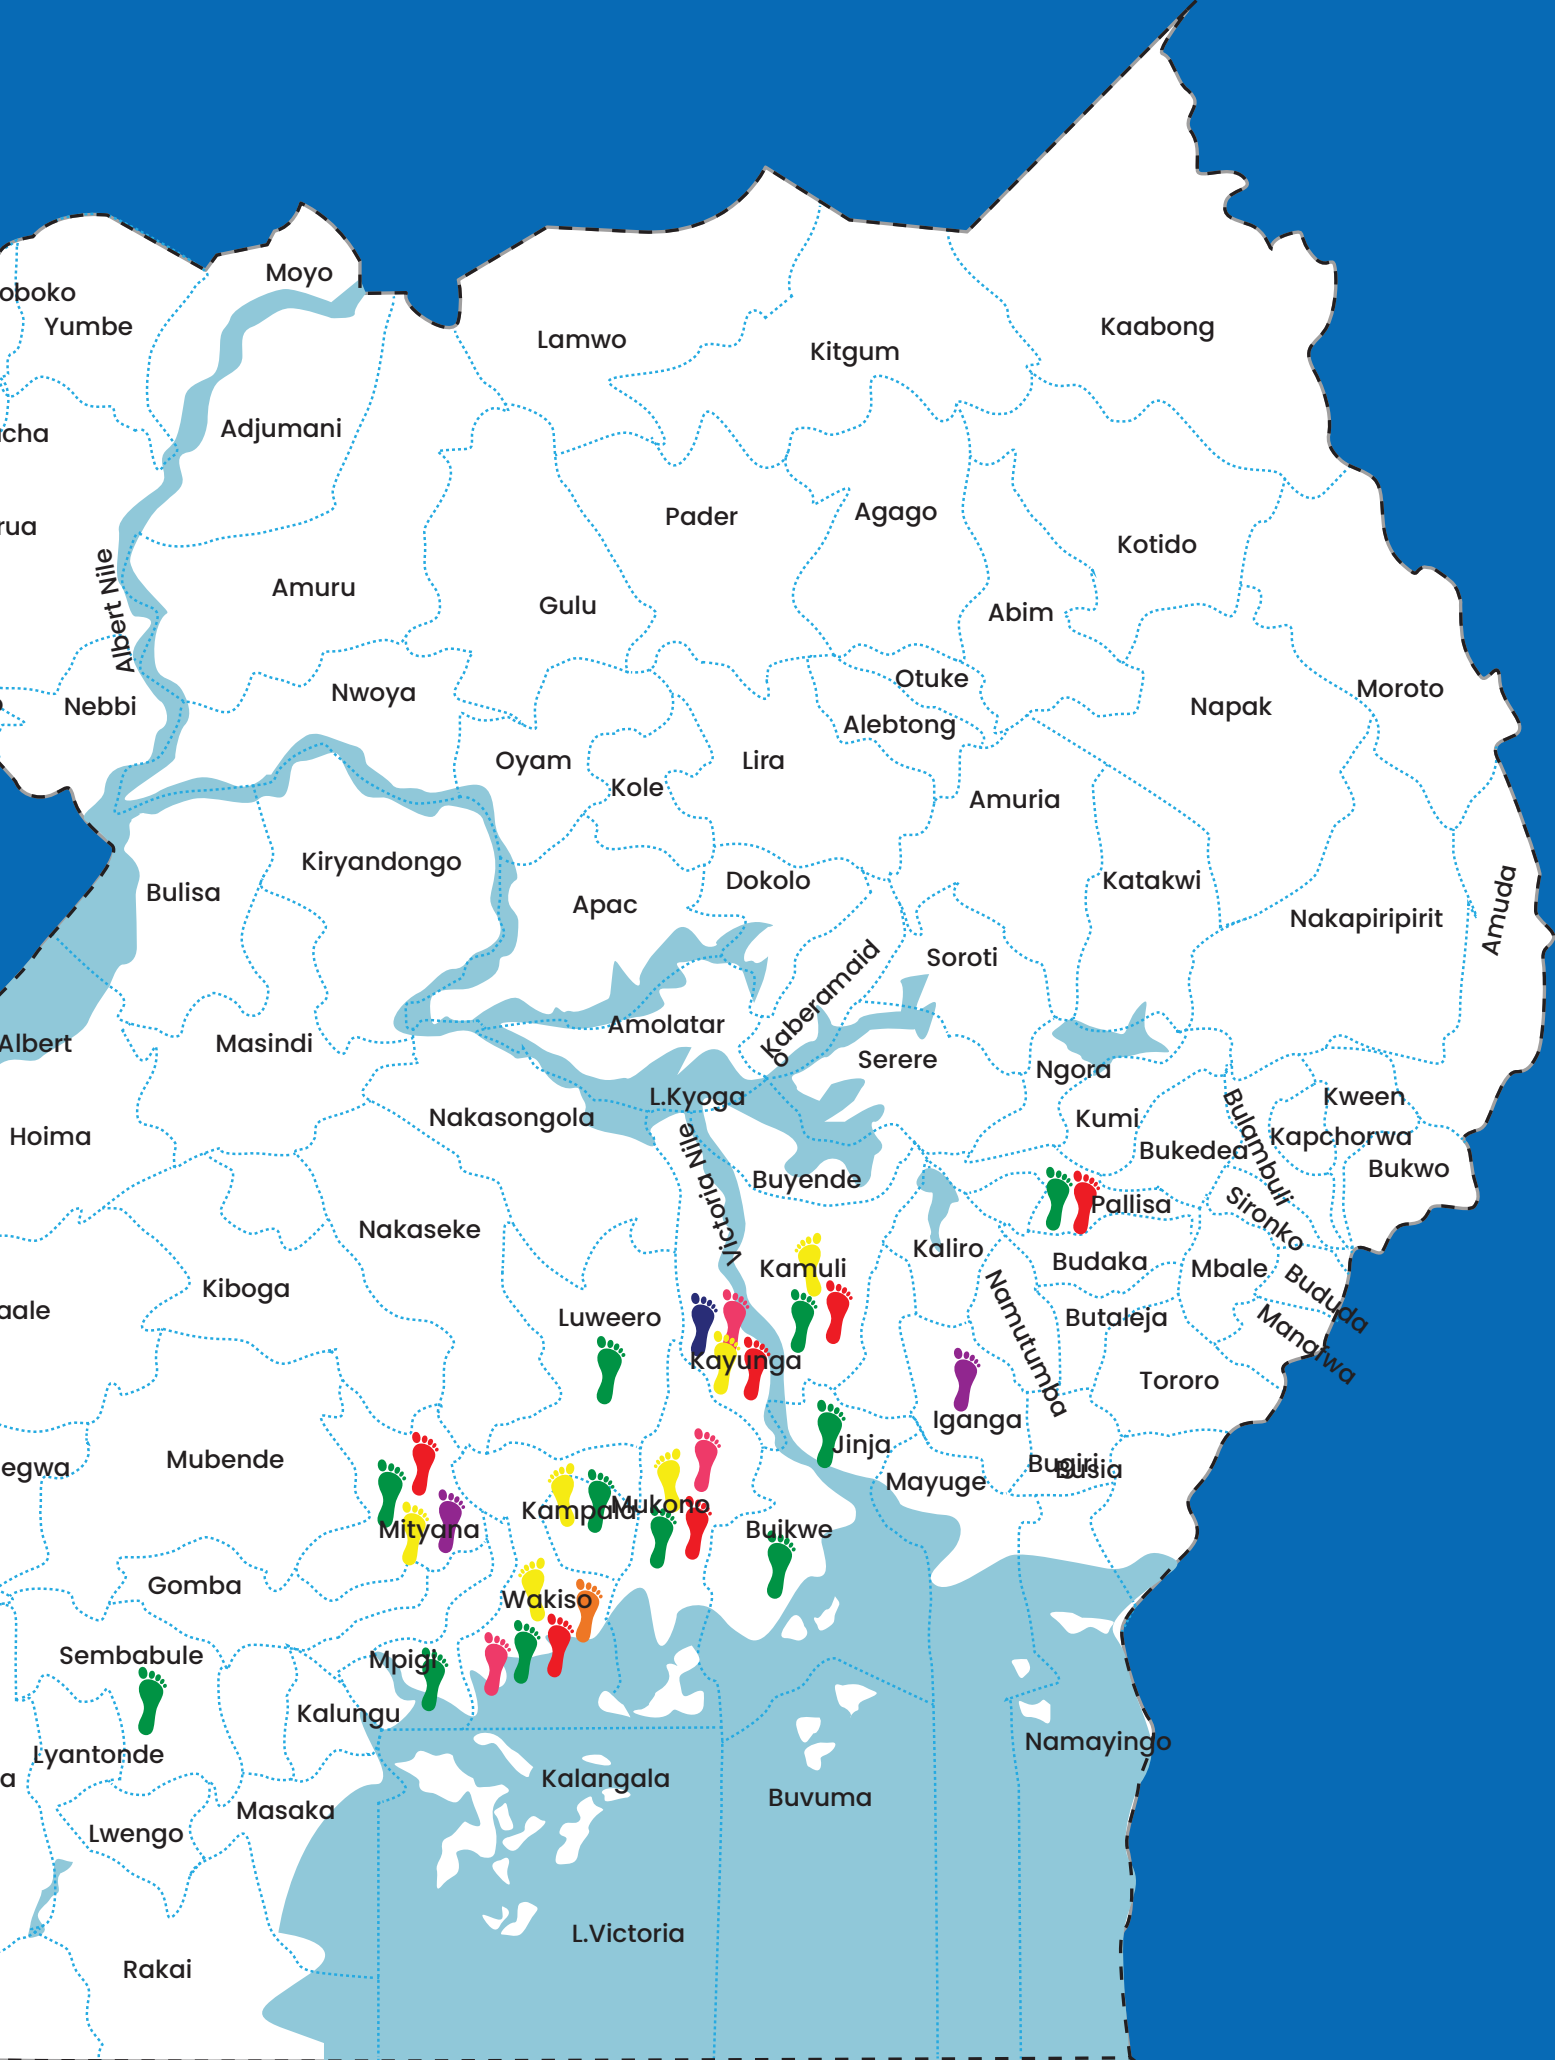 Moyo
oboko
Yumbe
Lamwo
Kitgum
Kaabong
Adjumani
cha
rua
Pader
Agago
Kotido
Albert Nile
Amuru
Gulu
Abim
Nebbi
Nwoya
Otuke
Alebtong
Napak
Moroto
Oyam
Kole
Lira
Amuria
Kiryandongo
Bulisa
Apac
Dokolo
Katakwi
Nakapiripirit
Amuda
Soroti
Kaberamaid
o
Albert
Masindi
Amolatar
Serere
Ngora
L.Kyoga
Nakasongola
Kumi
Kween
Hoima
Bulambuli
Kapchorwa
Bukedea
Bukwo
Victoria Nile
Buyende
Pallisa
Sironko
Nakaseke
Kaliro
Kamuli
Budaka
Mbale
Bududa
Kiboga
aale
Luweero
Namutumba
Butaleja
Manafwa
Kayunga
Tororo
Iganga
Jinja
egwa
Mubende
Mayuge
Bugiri
Busia
Mityana
Kampala
Mukono
Buikwe
Gomba
Wakiso
Sembabule
Mpigi
Kalungu
Lyantonde
a
Kalangala
Buvuma
Namayingo
Masaka
Lwengo
L.Victoria
Rakai